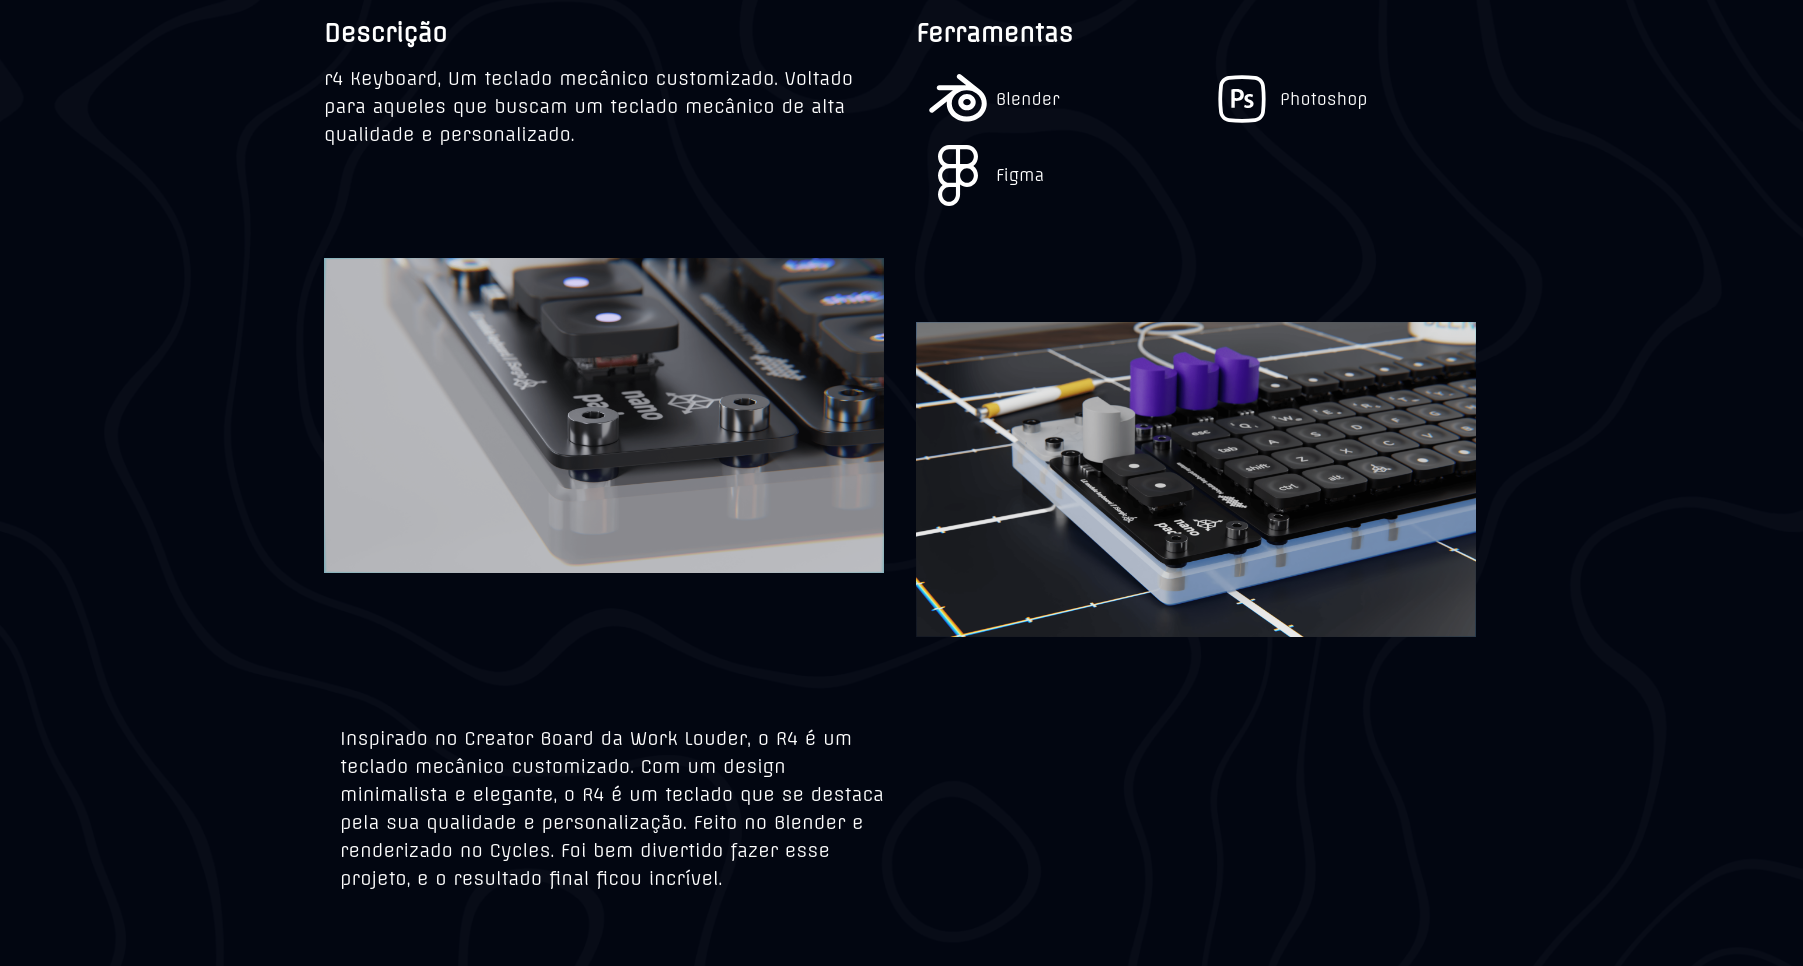 Descrição
r4 Keyboard, Um teclado mecânico customizado. Voltado
para aqueles que buscam um teclado mecânico de alta
qualidade e personalizado.
Ferramentas
Blender
Ps
Photoshop
Figma
nano
esc
Q
W
E
R
T
tab
A
S
D
F
G
shift
Z
X
C
V
ctrl
alt
nano
Inspirado no Creator Board da Work Louder, o R4 é um
teclado mecânico customizado. Com um design
minimalista e elegante, o R4 é um teclado que se destaca
pela sua qualidade e personalização. Feito no Blender e
renderizado no Cycles. Foi bem divertido fazer esse
projeto, e o resultado final ficou incrível.